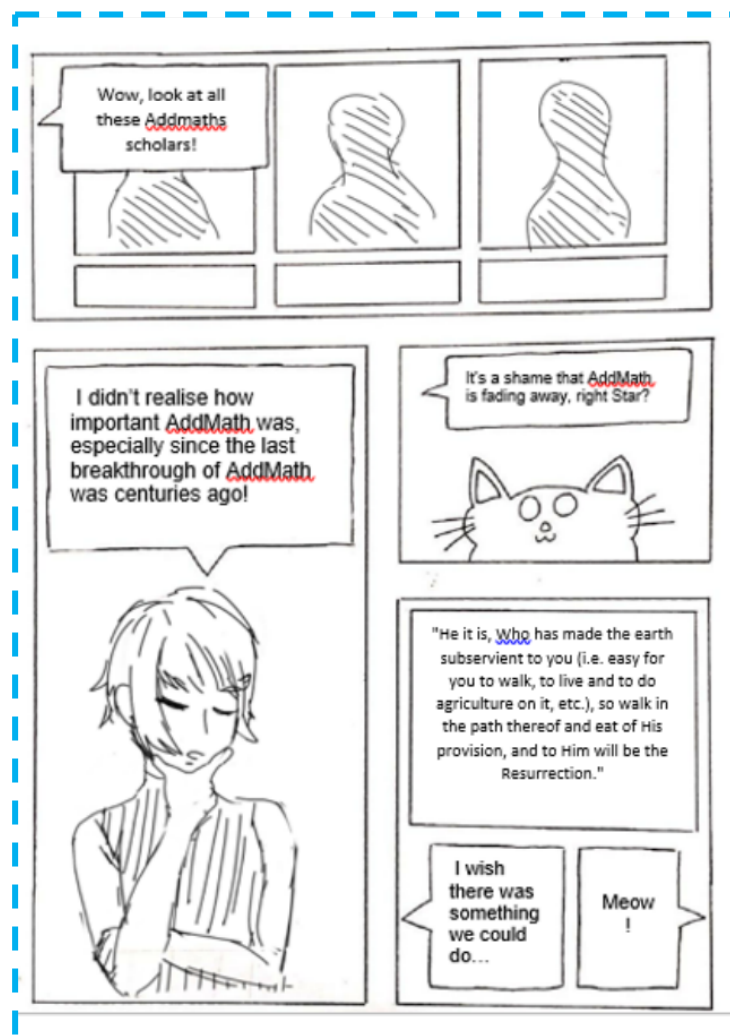 Wow, look at all
these Addmaths
scholars!
I didn't realise how
important AddMath was,
especially since the last
breakthrough of AddMath
was centuries ago!
It's a shame that AddMath
is fading away, right Star?
"He it is, Who has made the earth
subservient to you (i.e. easy for
you to walk, to live and to do
agriculture on it, etc.), so walk in
the path thereof and eat of His
provision, and to Him will be the
Resurrection."
I wish
there was
something
we could
do...
Meow
!